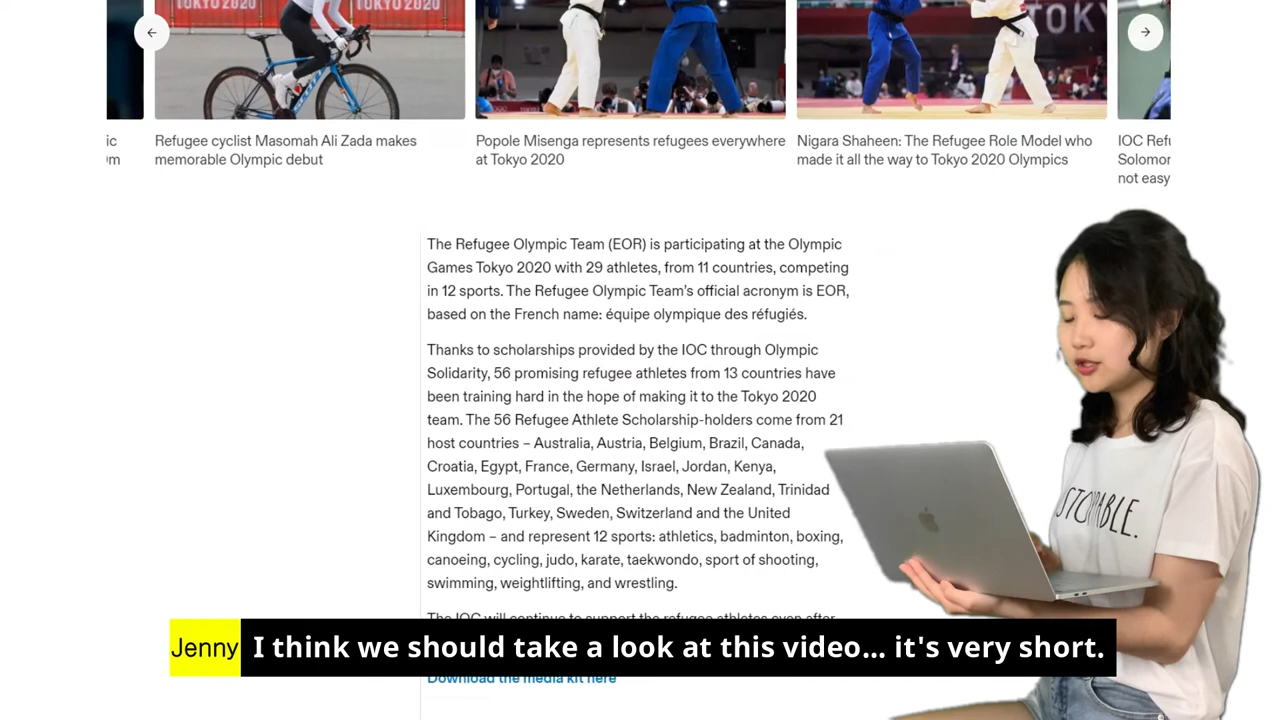 TOKYO 2020
TOKYO 2020
TOKY
ic
Refugee cyclist Masomah Ali Zada makes
memorable Olympic debut
Popole Misenga represents refugees everywhere
at Tokyo 2020
Nigara Shaheen: The Refugee Role Model who
made it all the way to Tokyo 2020 Olympics
IOC Refu
Solomon
not easy
The Refugee Olympic Team (EOR) is participating at the Olympic
Games Tokyo 2020 with 29 athletes, from 11 countries, competing
in 12 sports. The Refugee Olympic Team's official acronym is EOR,
based on the French name: équipe olympique des réfugiés.
Thanks to scholarships provided by the IOC through Olympic
Solidarity, 56 promising refugee athletes from 13 countries have
been training hard in the hope of making it to the Tokyo 2020
team. The 56 Refugee Athlete Scholarship-holders come from 21
host countries – Australia, Austria, Belgium, Brazil, Canada,
Croatia, Egypt, France, Germany, Israel, Jordan, Kenya,
Luxembourg, Portugal, the Netherlands, New Zealand, Trinidad
and Tobago, Turkey, Sweden, Switzerland and the United
Kingdom – and represent 12 sports: athletics, badminton, boxing,
canoeing, cycling, judo, karate, taekwondo, sport of shooting,
swimming, weightlifting, and wrestling.
The IOC will continue to support the refugee athletes even after
Jenny I think we should take a look at this video... it's very short.
Download the media kit here